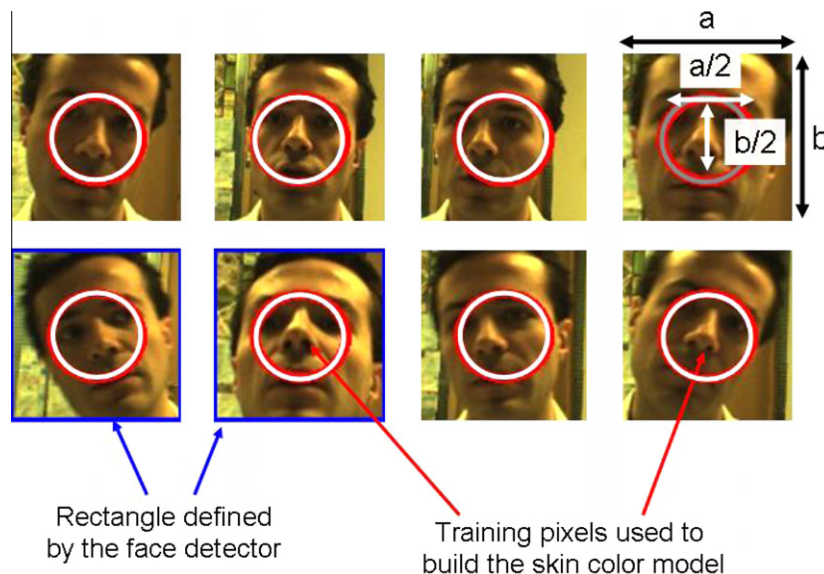 a
a/2
b/2
b
Rectangle defined
by the face detector
Training pixels used to
build the skin color model